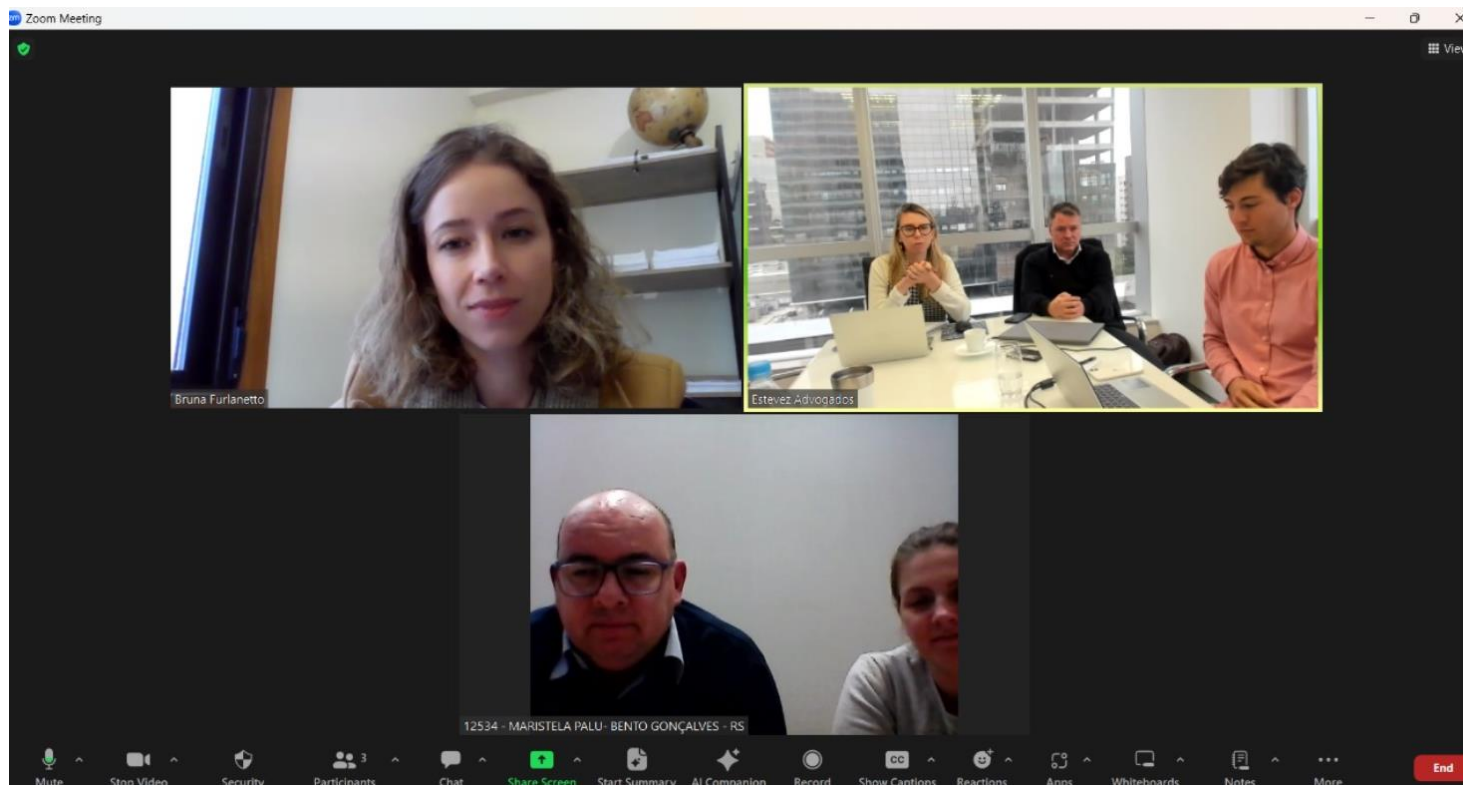 Zoom Meeting
View
Bruna Furlanetto
Estevez Advogados
12534 - MARISTELA PALU- BENTO GONÇALVES - RS
Mute
Stop Video
Security
3
Participants
Chat
Share Screen
Start Summary
AI Companion
Record
CC
Show Captions
Reactions
Apps
Whiteboards
Notes
More
End